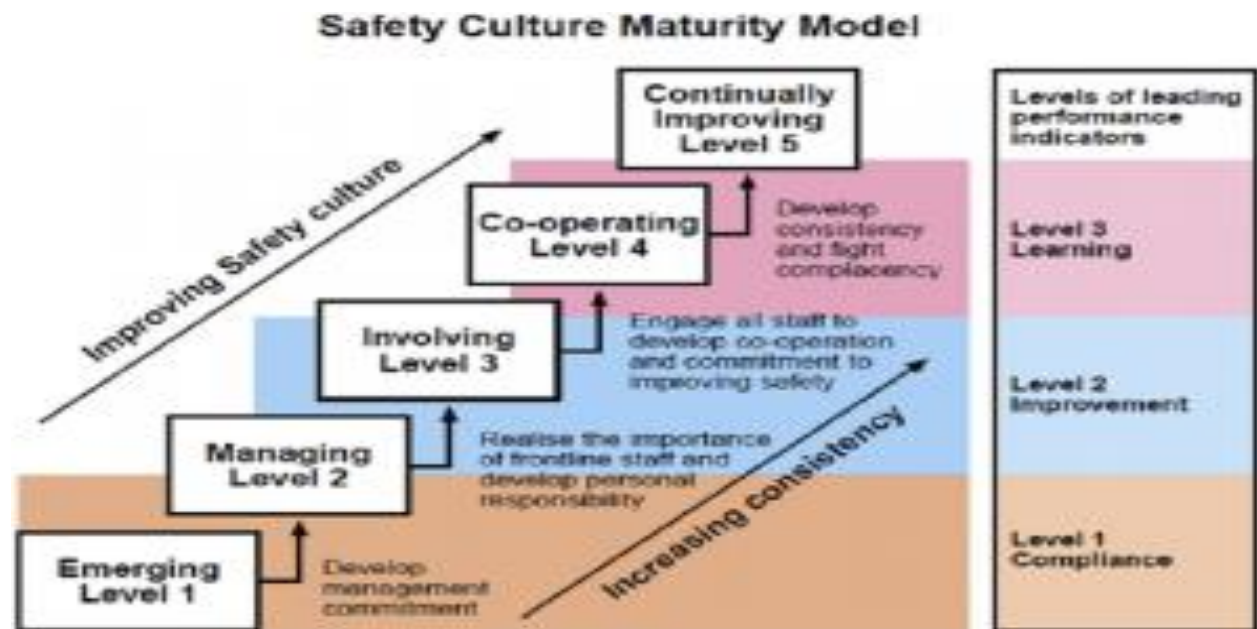 Safety Culture Maturity Model
Continually
Improving
Level 5
Levels of leading
performance
indicators
Improving Safety culture
Co-operating
Level 4
Develop
consistency
and fight
complacency
Level 3
Learning
Involving
Level 3
Engage all staff to
develop co-operation
and commitment to
improving safety
Level 2
Improvement
Managing
Level 2
Realise the importance
of frontline staff and
develop personal
responsibility
Increasing consistency
Emerging
Level 1
Develop
management
commitment
Level 1
Compliance